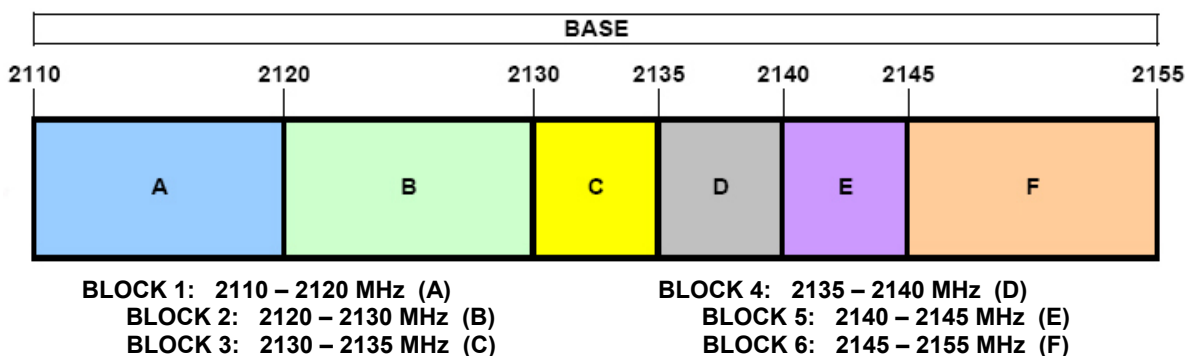 BASE
2110 2120 2130 2135 2140 2145 2155
A B C D E F
BLOCK 1: 2110 – 2120 MHz (A)
BLOCK 2: 2120 – 2130 MHz (B)
BLOCK 3: 2130 – 2135 MHz (C)
BLOCK 4: 2135 – 2140 MHz (D)
BLOCK 5: 2140 – 2145 MHz (E)
BLOCK 6: 2145 – 2155 MHz (F)